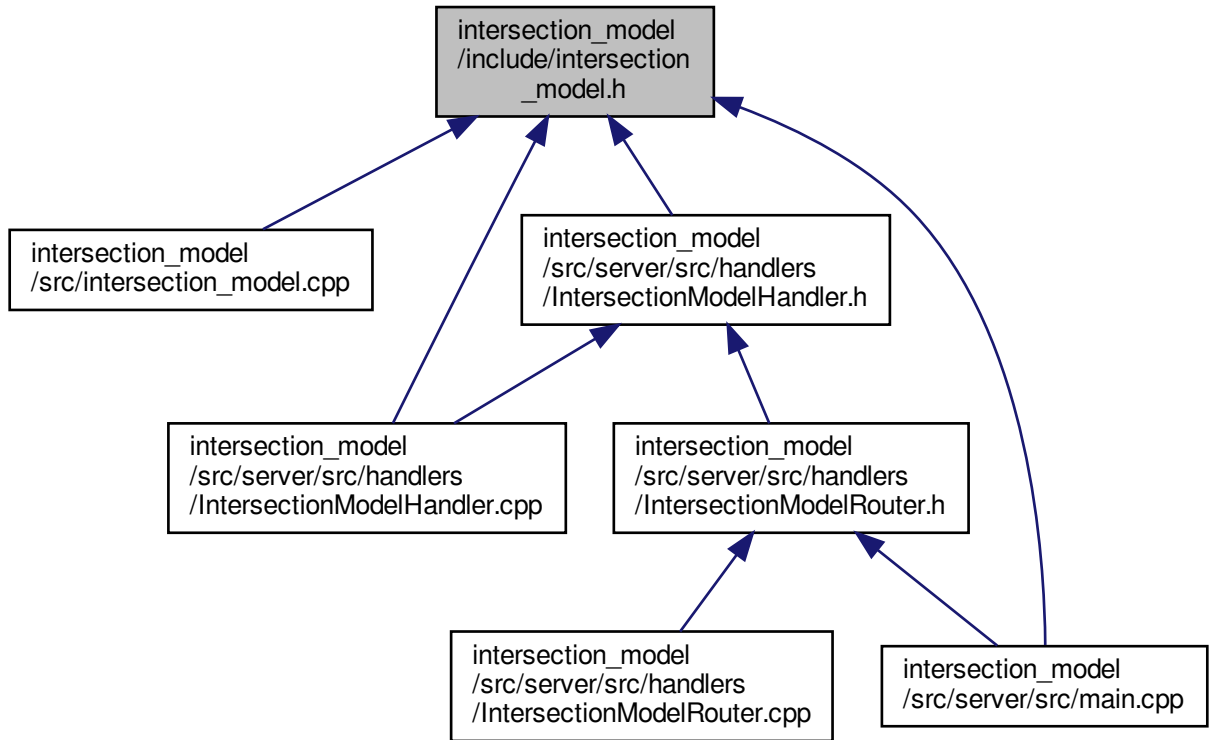 intersection_model
/include/intersection
_model.h
intersection_model
/src/intersection_model.cpp
intersection_model
/src/server/src/handlers
/IntersectionModelHandler.h
intersection_model
/src/server/src/handlers
/IntersectionModelHandler.cpp
intersection_model
/src/server/src/handlers
/IntersectionModelRouter.h
intersection_model
/src/server/src/handlers
/IntersectionModelRouter.cpp
intersection_model
/src/server/src/main.cpp